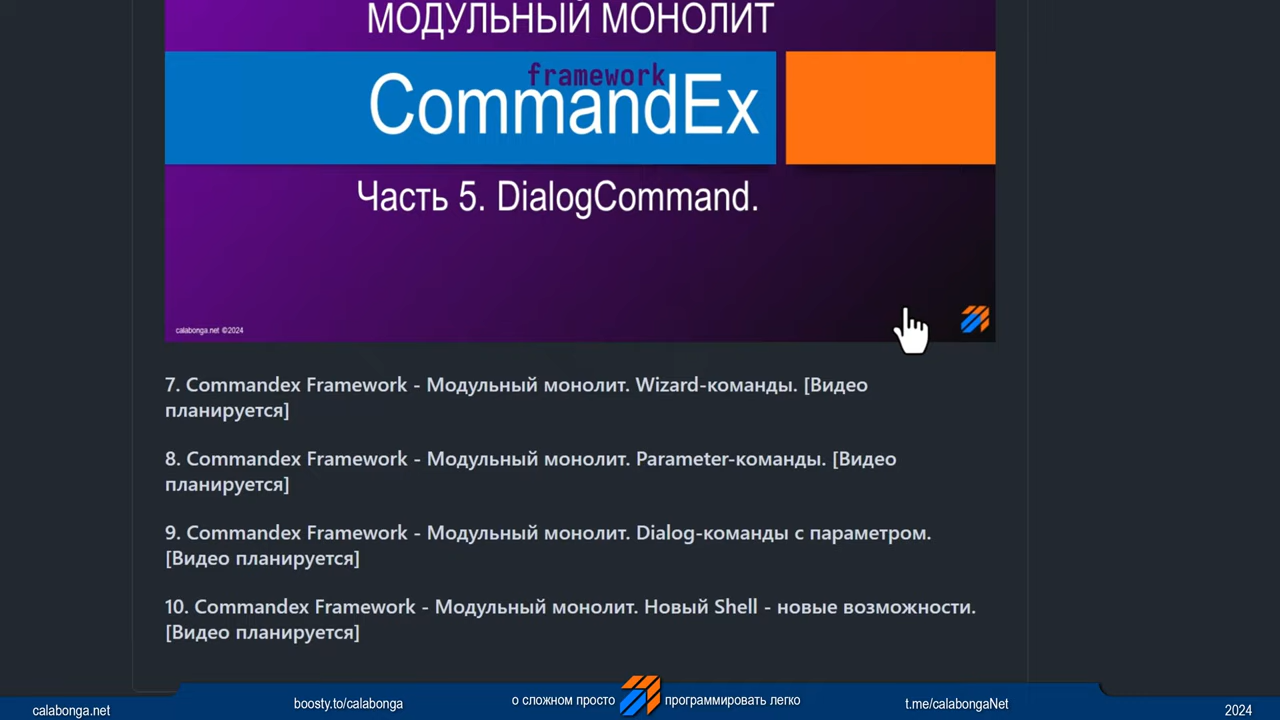 МОДУЛЬНЫЙ МОНОЛИТ
framework
CommandEx
Часть 5. DialogCommand.
calabonga.net ©2024
7. Commandex Framework - Модульный монолит. Wizard-команды. [Видео
планируется]
8. Commandex Framework - Модульный монолит. Parameter-команды. [Видео
планируется]
9. Commandex Framework - Модульный монолит. Dialog-команды с параметром.
[Видео планируется]
10. Commandex Framework - Модульный монолит. Новый Shell - новые возможности.
[Видео планируется]
calabonga.net
boosty.to/calabonga
о сложном просто программировать легко
t.me/calabongaNet
2024